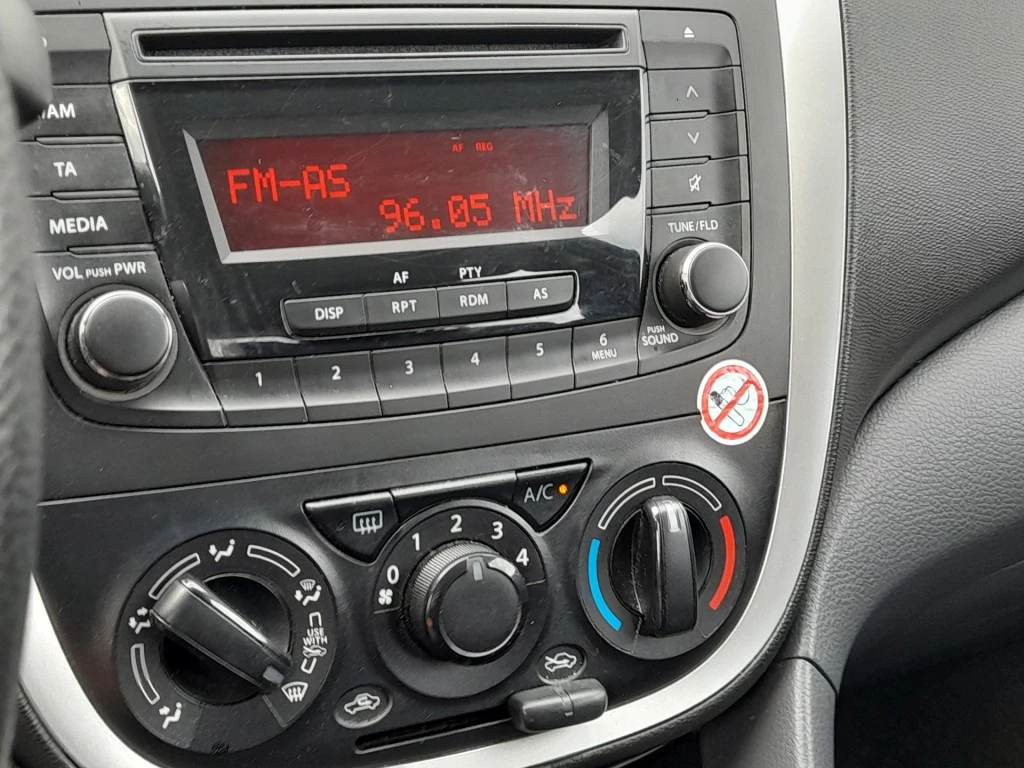 AM
TA
MEDIA
VOL PUSH PWR
AF REG
FM-AS
96.05 MHz
AF PTY
DISP RPT RDM AS
1 2 3 4 5 6
MENU
TUNE/FLD
PUSH
SOUND
A/C
0 1 2 3 4
USE
WITH